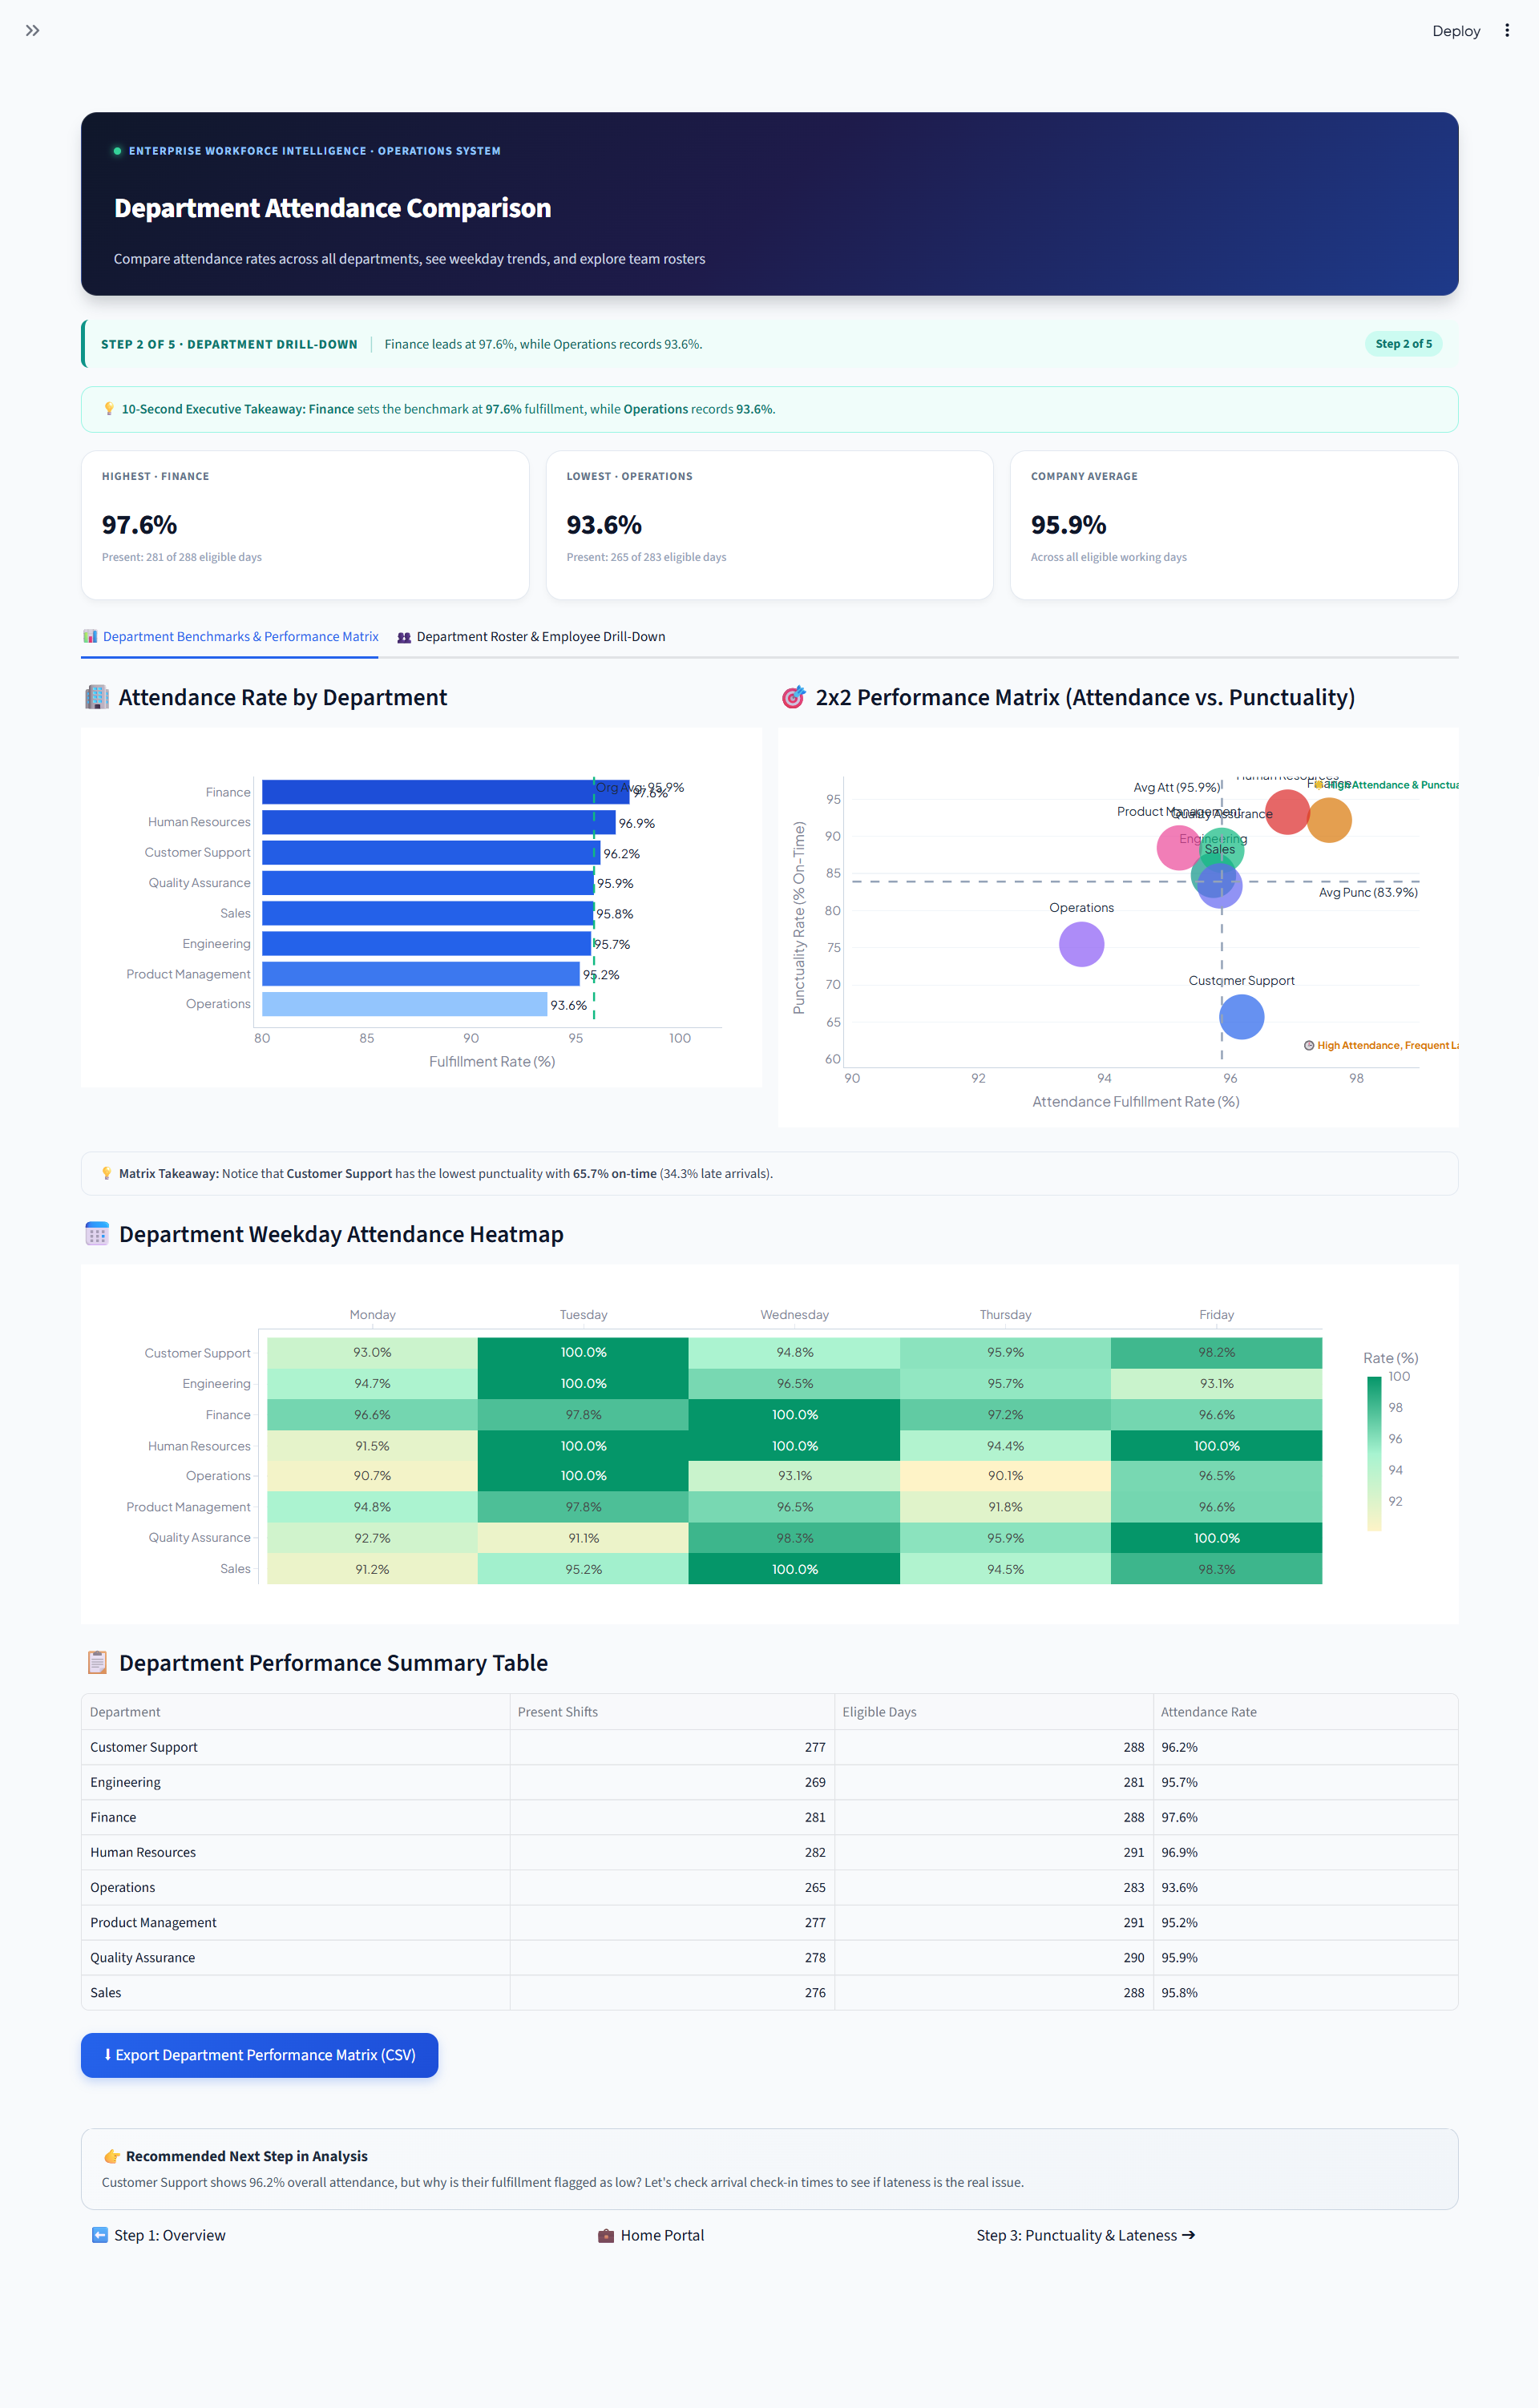 Deploy
ENTERPRISE WORKFORCE INTELLIGENCE · OPERATIONS SYSTEM
Department Attendance Comparison
Compare attendance rates across all departments, see weekday trends, and explore team rosters
STEP 2 OF 5 · DEPARTMENT DRILL-DOWN
Finance leads at 97.6%, while Operations records 93.6%.
Step 2 of 5
10-Second Executive Takeaway: Finance sets the benchmark at 97.6% fulfillment, while Operations records 93.6%.
HIGHEST · FINANCE
97.6%
Present: 281 of 288 eligible days
LOWEST · OPERATIONS
93.6%
Present: 265 of 283 eligible days
COMPANY AVERAGE
95.9%
Across all eligible working days
Department Benchmarks & Performance Matrix
Department Roster & Employee Drill-Down
Attendance Rate by Department
Org Avg: 95.9%
Finance 97.6%
Human Resources 96.9%
Customer Support 96.2%
Quality Assurance 95.9%
Sales 95.8%
Engineering 95.7%
Product Management 95.2%
Operations 93.6%
80 85 90 95 100
Fulfillment Rate (%)
2x2 Performance Matrix (Attendance vs. Punctuality)
Human Resources
Finance
High Attendance & Punctua
Avg Att (95.9%)
Product Management
Quality Assurance
Engineering
Sales
Avg Punc (83.9%)
Operations
Customer Support
High Attendance, Frequent La
95
90
85
80
75
70
65
60
Punctuality Rate (% On-Time)
90 92 94 96 98
Attendance Fulfillment Rate (%)
Matrix Takeaway: Notice that Customer Support has the lowest punctuality with 65.7% on-time (34.3% late arrivals).
Department Weekday Attendance Heatmap
Monday Tuesday Wednesday Thursday Friday
Customer Support 93.0% 100.0% 94.8% 95.9% 98.2%
Engineering 94.7% 100.0% 96.5% 95.7% 93.1%
Finance 96.6% 97.8% 100.0% 97.2% 96.6%
Human Resources 91.5% 100.0% 100.0% 94.4% 100.0%
Operations 90.7% 100.0% 93.1% 90.1% 96.5%
Product Management 94.8% 97.8% 96.5% 91.8% 96.6%
Quality Assurance 92.7% 91.1% 98.3% 95.9% 100.0%
Sales 91.2% 95.2% 100.0% 94.5% 98.3%
Rate (%)
100
98
96
94
92
Department Performance Summary Table
Department Present Shifts Eligible Days Attendance Rate
Customer Support 277 288 96.2%
Engineering 269 281 95.7%
Finance 281 288 97.6%
Human Resources 282 291 96.9%
Operations 265 283 93.6%
Product Management 277 291 95.2%
Quality Assurance 278 290 95.9%
Sales 276 288 95.8%
Export Department Performance Matrix (CSV)
Recommended Next Step in Analysis
Customer Support shows 96.2% overall attendance, but why is their fulfillment flagged as low? Let's check arrival check-in times to see if lateness is the real issue.
Step 1: Overview
Home Portal
Step 3: Punctuality & Lateness →